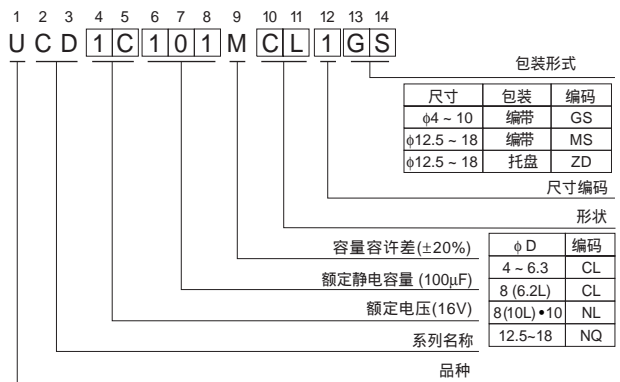 1 2 3 4 5 6 7 8 9 10 11 12 13 14
U C D 1 C 1 0 1 M C L 1 G S
包装形式
尺寸 包装 编码
ϕ4 ~ 10 编带 GS
ϕ12.5 ~ 18 编带 MS
ϕ12.5 ~ 18 托盘 ZD
尺寸编码
形状
容量容许差(±20%)
额定静电容量 (100µF)
额定电压(16V)
系列名称
品种
ϕ D 编码
4 ~ 6.3 CL
8 (6.2L) CL
8(10L)•10 NL
12.5~18 NQ